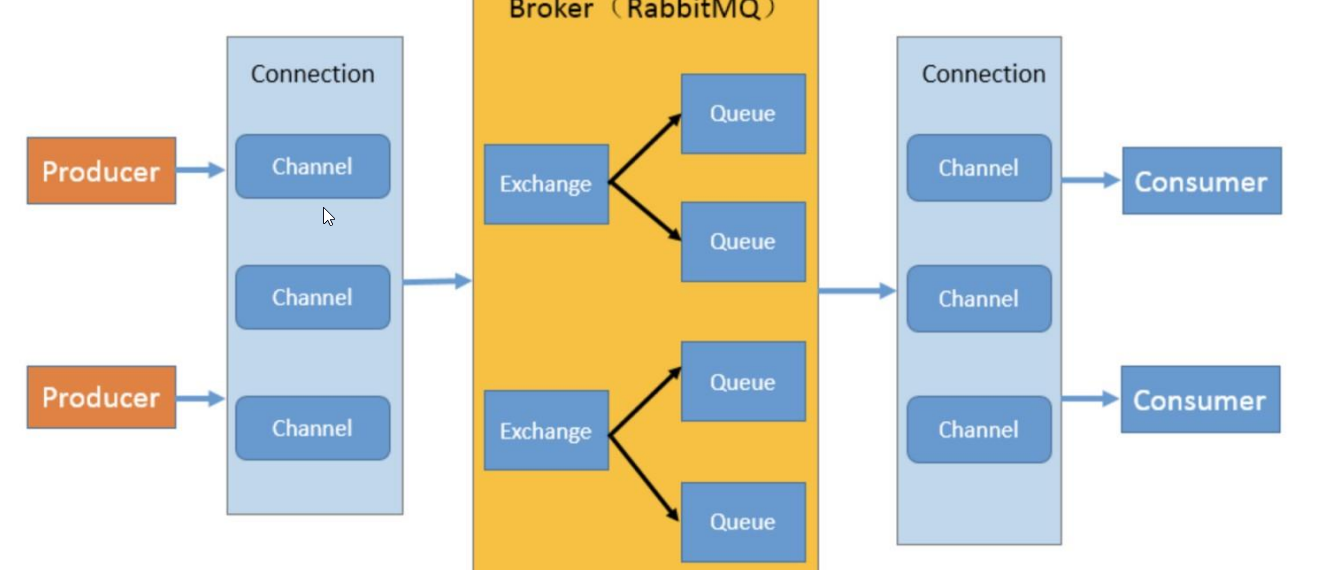 Broker（RabbitMQ）
Connection
Channel
Channel
Channel
Producer
Producer
Exchange
Queue
Queue
Exchange
Queue
Queue
Connection
Channel
Channel
Channel
Consumer
Consumer